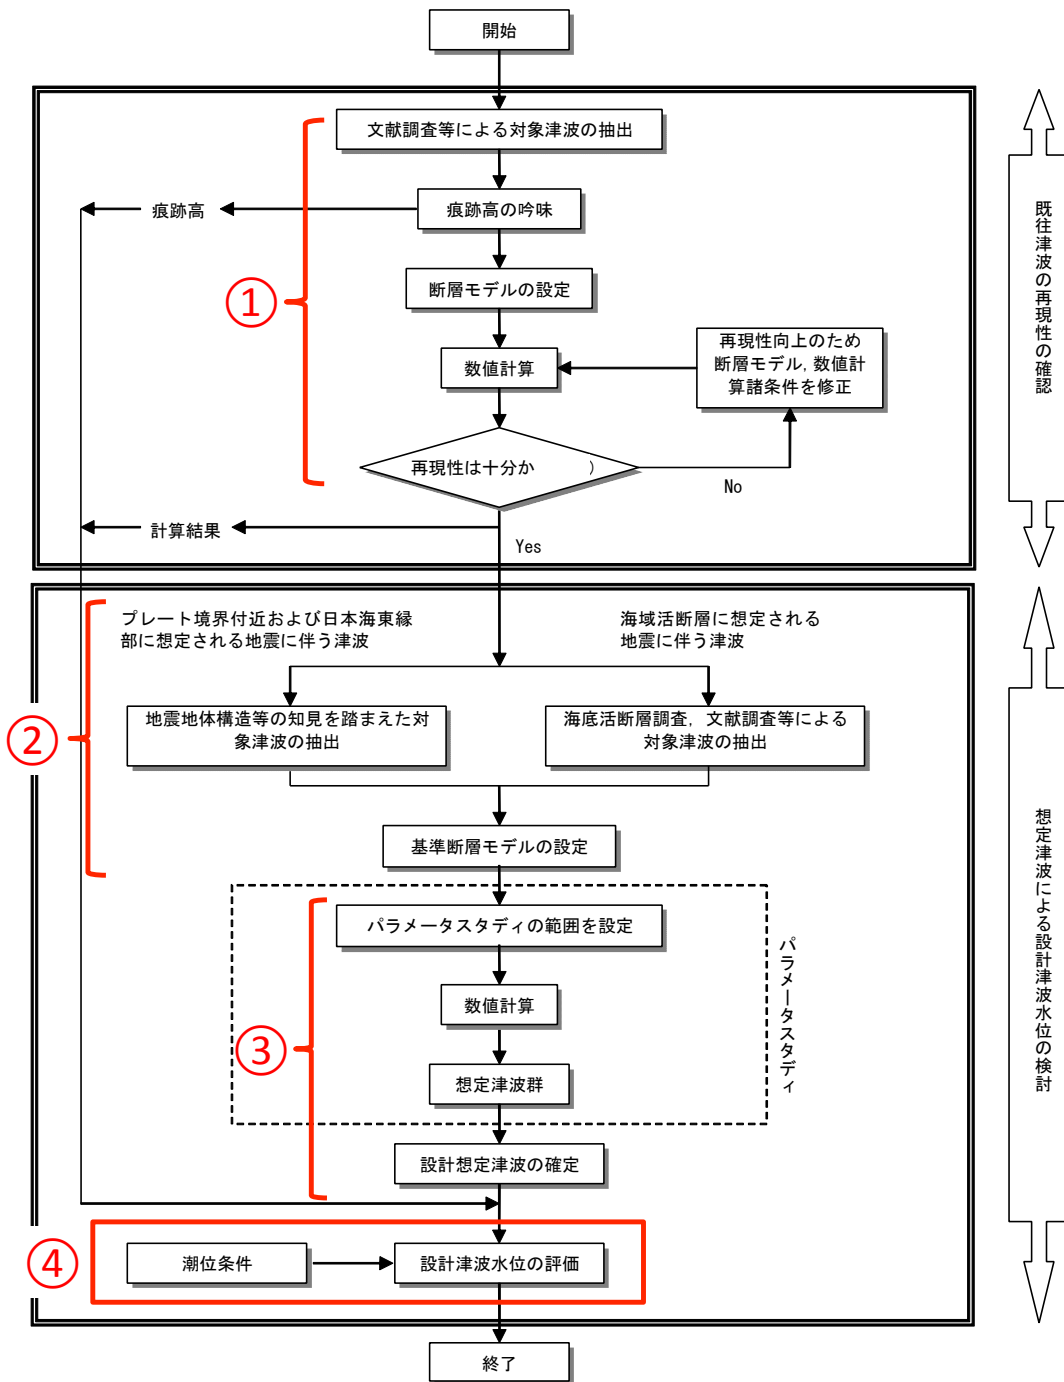 開始
文献調査等による対象津波の抽出
痕跡高
痕跡高の吟味
断層モデルの設定
①
数値計算
再現性向上のため
断層モデル,数値計
算諸条件を修正
再現性は十分か )
No
計算結果
Yes
既往津波の再現性の確認
プレート境界付近および日本海東縁
部に想定される地震に伴う津波
海域活断層に想定される
地震に伴う津波
②
地震地体構造等の知見を踏まえた対
象津波の抽出
海底活断層調査，文献調査等による
対象津波の抽出
基準断層モデルの設定
パラメータスタディの範囲を設定
数値計算
③
想定津波群
パラメータスタディ
設計想定津波の確定
④
潮位条件
設計津波水位の評価
想定津波による設計津波水位の検討
終了